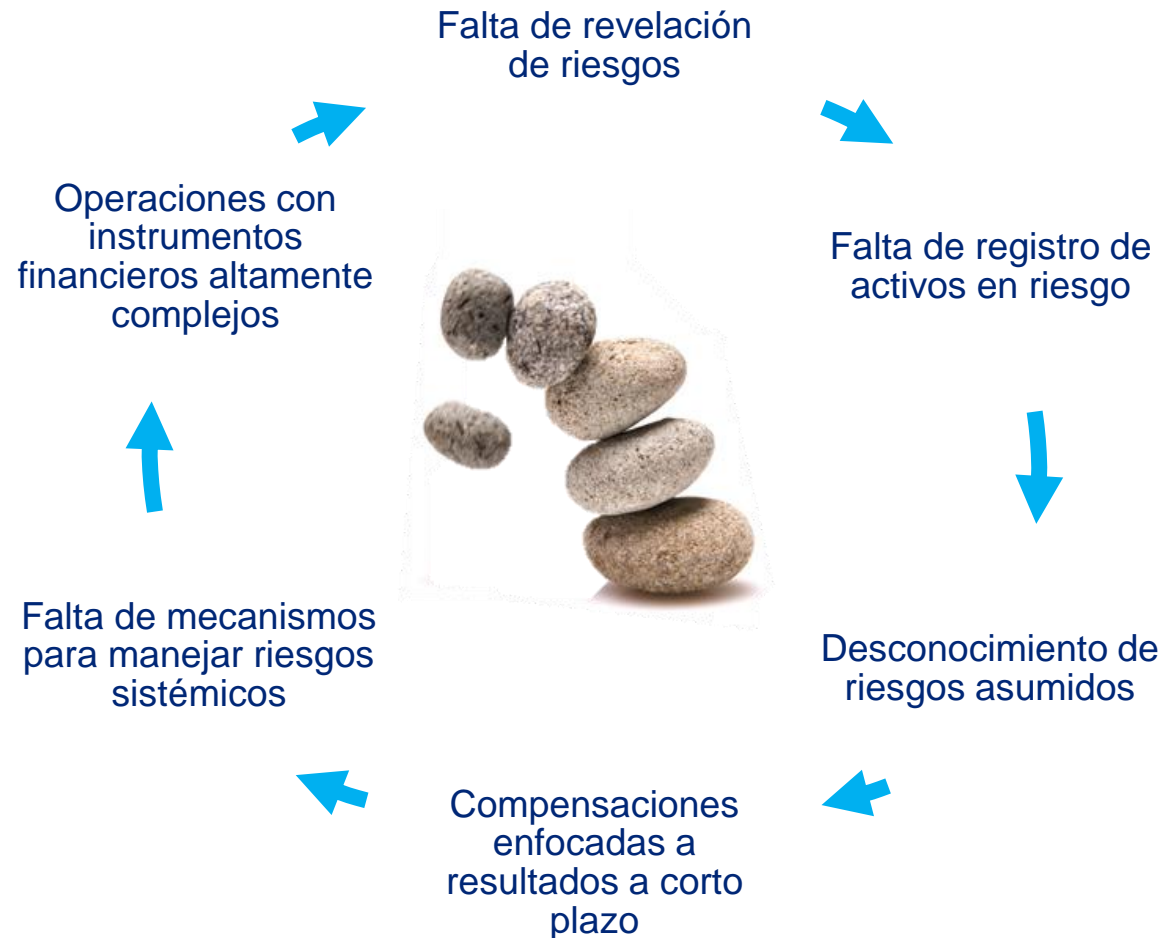 Falta de revelación
de riesgos
Falta de registro de
activos en riesgo
Desconocimiento de
riesgos asumidos
Compensaciones
enfocadas a
resultados a corto
plazo
Falta de mecanismos
para manejar riesgos
sistémicos
Operaciones con
instrumentos
financieros altamente
complejos